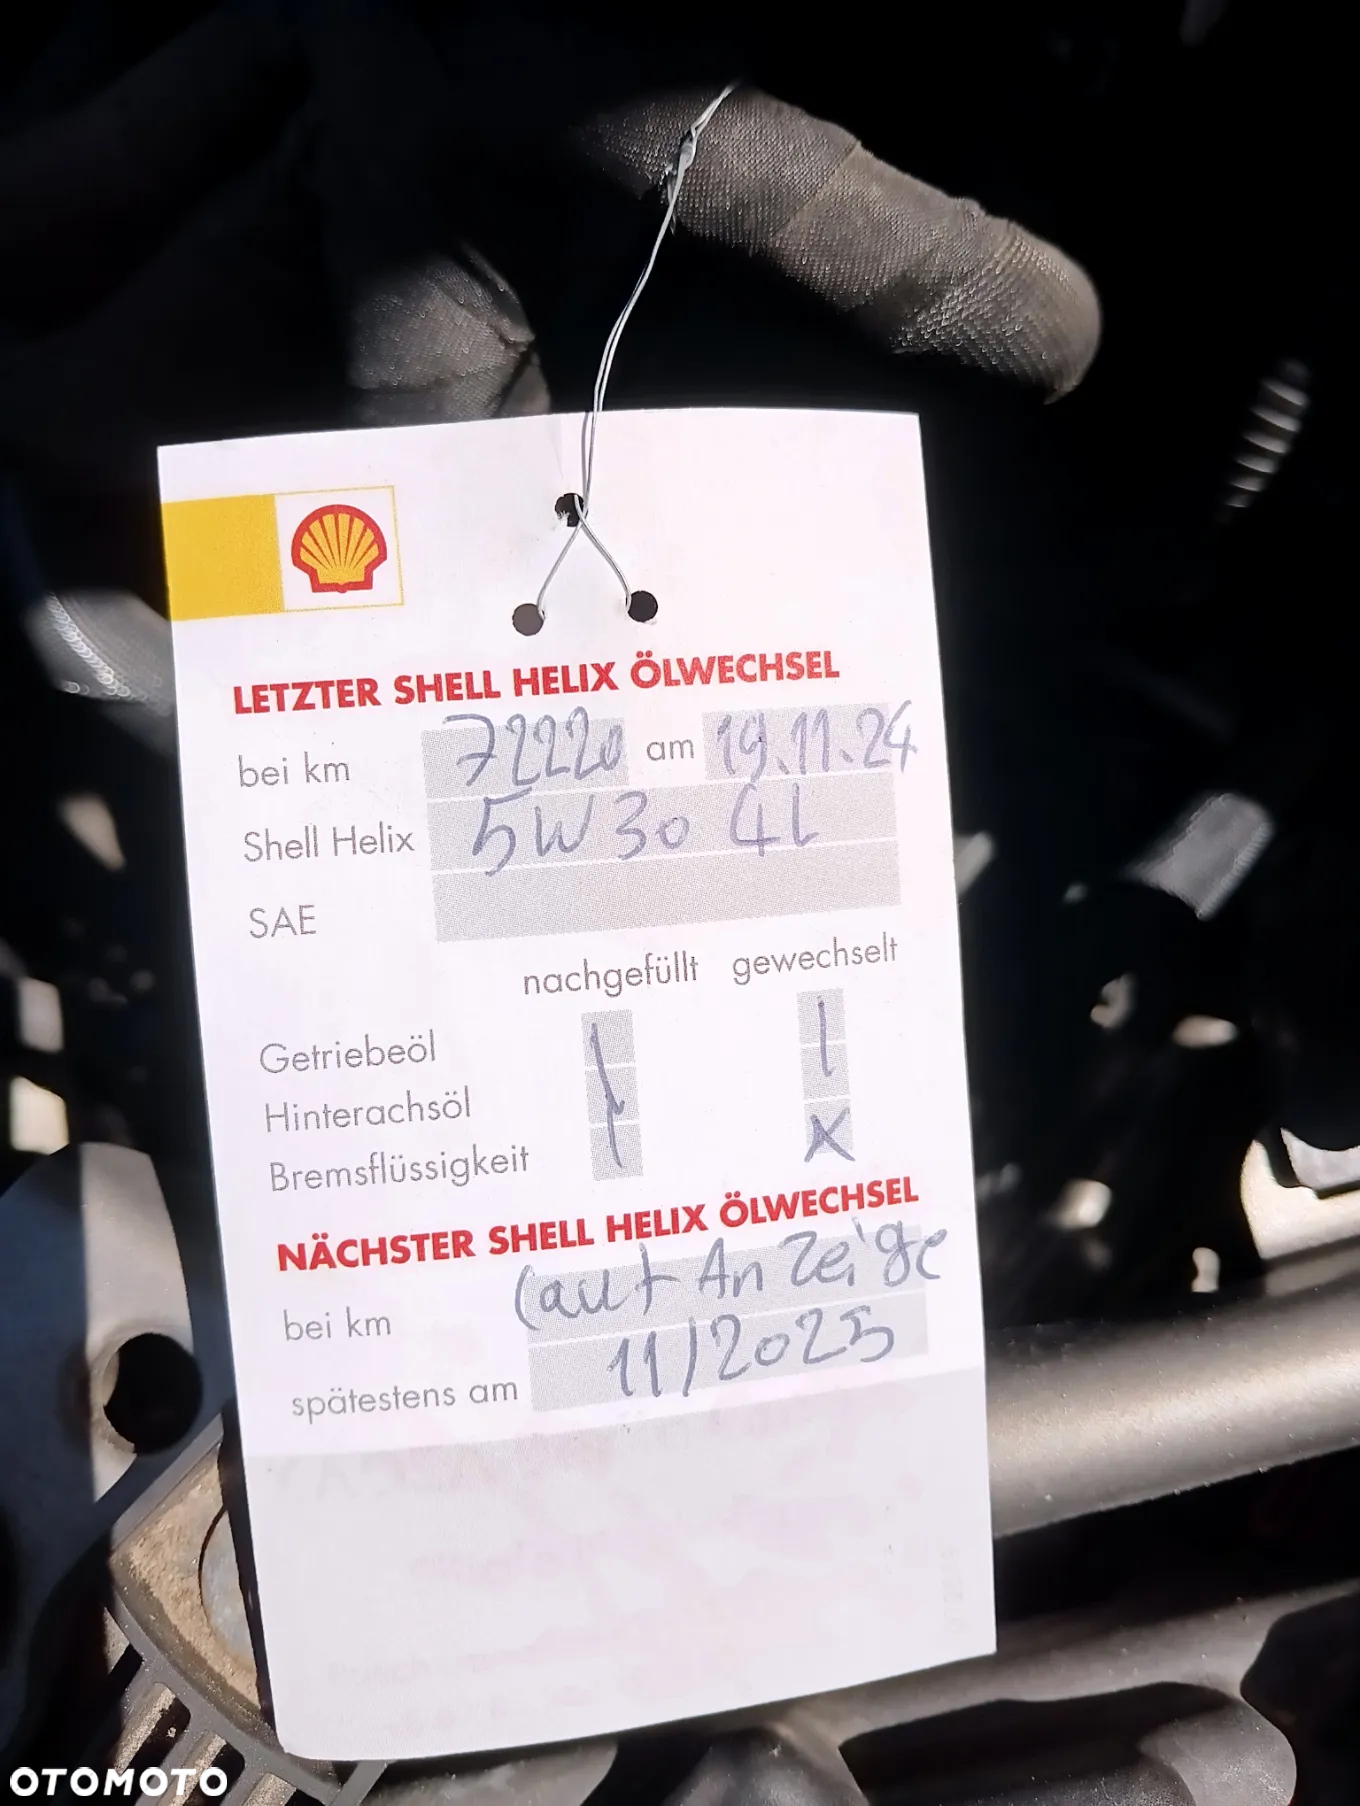 LETZTER SHELL HELIX ÖLWECHSEL
bei km 72220 am 19.11.24
Shell Helix 5W30 4l
SAE
nachgefüllt gewechselt
Getriebeöl
Hinterachsöl
Bremsflüssigkeit X
NÄCHSTER SHELL HELIX ÖLWECHSEL
bei km laut Anzeige
spätestens am 11/2025
OTOMOTO